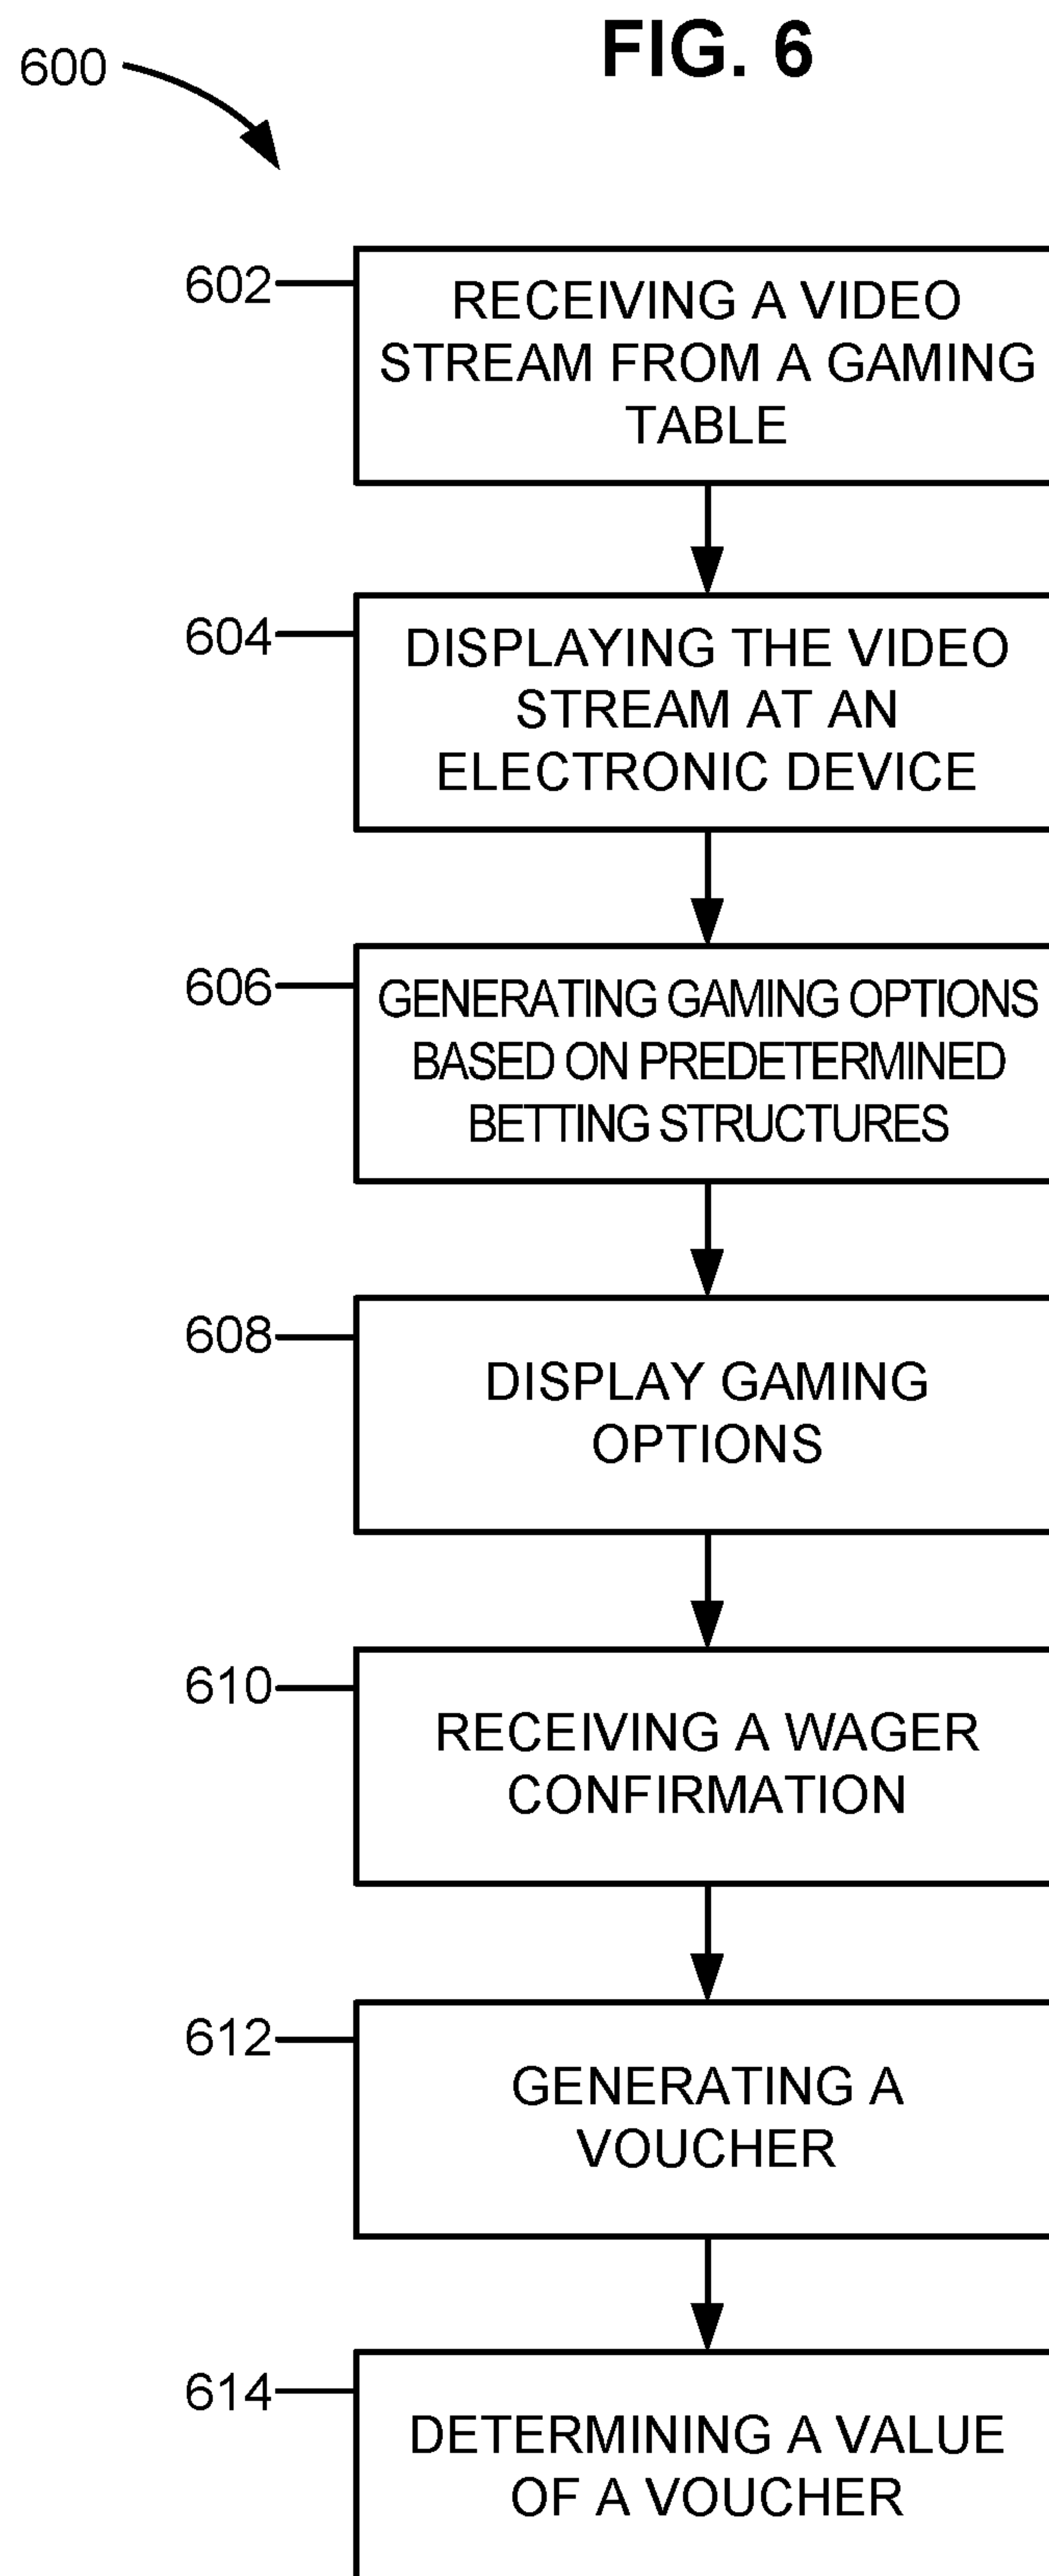 FIG. 6
600
602
RECEIVING A VIDEO
STREAM FROM A GAMING
TABLE
604
DISPLAYING THE VIDEO
STREAM AT AN
ELECTRONIC DEVICE
606
GENERATING GAMING OPTIONS
BASED ON PREDETERMINED
BETTING STRUCTURES
608
DISPLAY GAMING
OPTIONS
610
RECEIVING A WAGER
CONFIRMATION
612
GENERATING A
VOUCHER
614
DETERMINING A VALUE
OF A VOUCHER